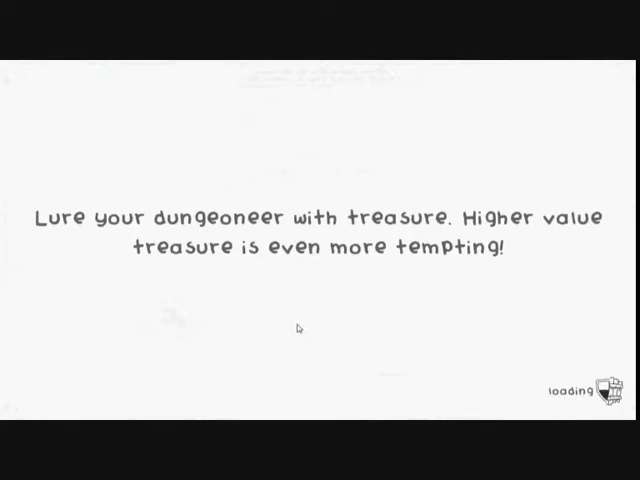 Lure your dungeoneer with treasure. Higher value
treasure is even more tempting!
loading